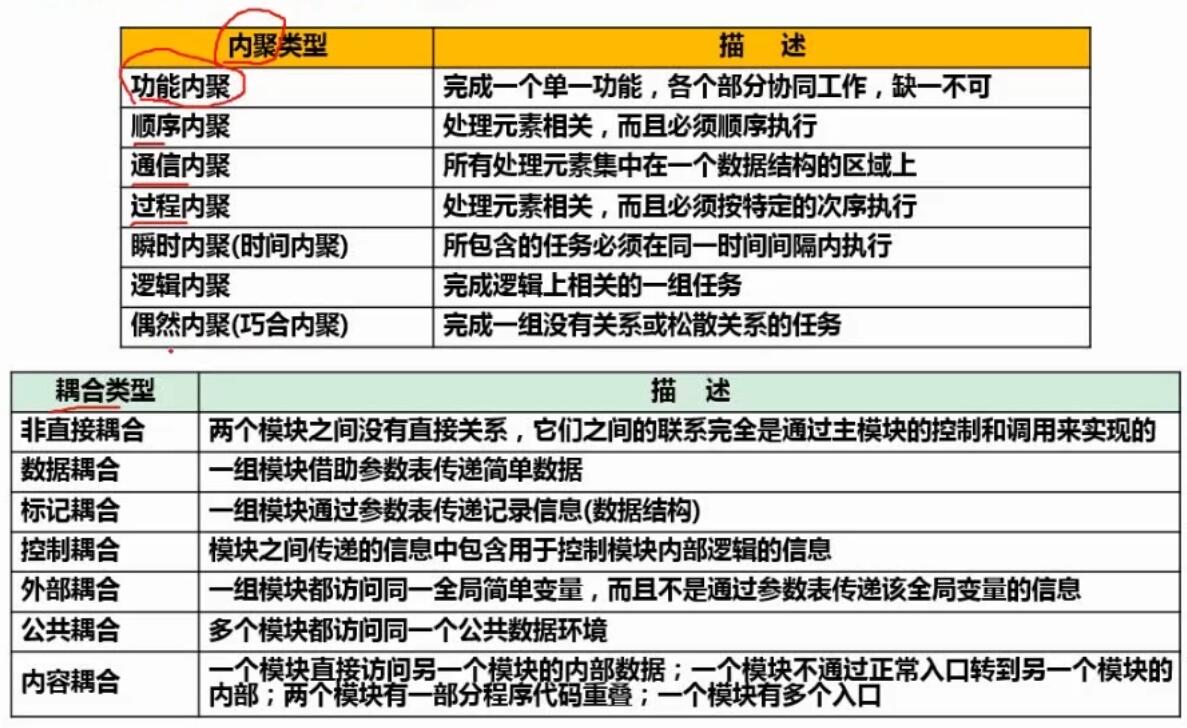 内聚类型 描 述
功能内聚 完成一个单一功能，各个部分协同工作，缺一不可
顺序内聚 处理元素相关，而且必须顺序执行
通信内聚 所有处理元素集中在一个数据结构的区域上
过程内聚 处理元素相关，而且必须按特定的次序执行
瞬时内聚(时间内聚) 所包含的任务必须在同一时间间隔内执行
逻辑内聚 完成逻辑上相关的一组任务
偶然内聚(巧合内聚) 完成一组没有关系或松散关系的任务
耦合类型 描 述
非直接耦合 两个模块之间没有直接关系，它们之间的联系完全是通过主模块的控制和调用来实现的
数据耦合 一组模块借助参数表传递简单数据
标记耦合 一组模块通过参数表传递记录信息(数据结构)
控制耦合 模块之间传递的信息中包含用于控制模块内部逻辑的信息
外部耦合 一组模块都访问同一全局简单变量，而且不是通过参数表传递该全局变量的信息
公共耦合 多个模块都访问同一个公共数据环境
内容耦合 一个模块直接访问另一个模块的内部数据；一个模块不通过正常入口转到另一个模块的
内部；两个模块有一部分程序代码重叠；一个模块有多个入口